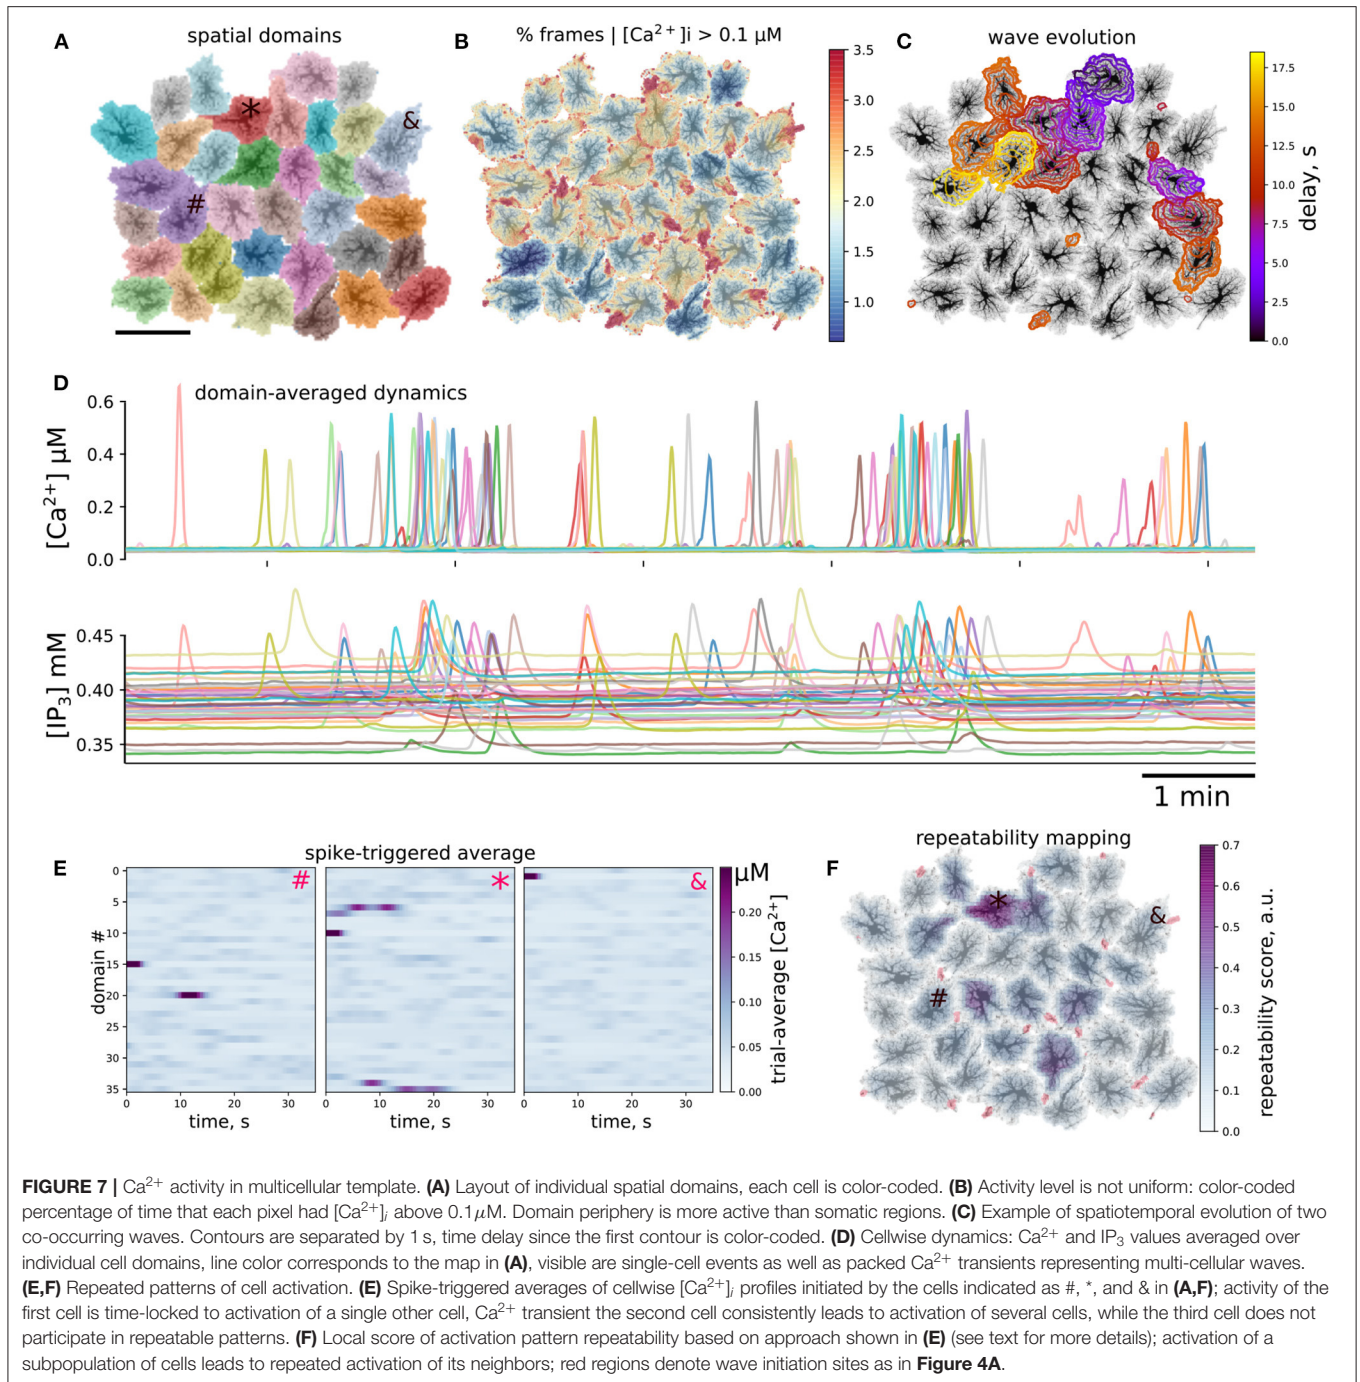 A
spatial domains
*
&
#
B
% frames | [Ca²⁺]i > 0.1 μM
3.5
3.0
2.5
2.0
1.5
1.0
C
wave evolution
17.5
15.0
12.5
10.0
7.5
5.0
2.5
0.0
delay, s
D
domain-averaged dynamics
[Ca²⁺] μM
0.6
0.4
0.2
0.0
[IP₃] mM
0.45
0.40
0.35
1 min
E
spike-triggered average
#
*
&
domain #
0
5
10
15
20
25
30
35
0 10 20 30
0 10 20 30
0 10 20 30
time, s
time, s
time, s
μM
0.20
0.15
0.10
0.05
0.00
trial-average [Ca²⁺]
F
repeatability mapping
*
&
#
0.7
0.6
0.5
0.4
0.3
0.2
0.1
0.0
repeatability score, a.u.
FIGURE 7 | Ca²⁺ activity in multicellular template. (A) Layout of individual spatial domains, each cell is color-coded. (B) Activity level is not uniform: color-coded
percentage of time that each pixel had [Ca²⁺]i above 0.1μM. Domain periphery is more active than somatic regions. (C) Example of spatiotemporal evolution of two
co-occurring waves. Contours are separated by 1 s, time delay since the first contour is color-coded. (D) Cellwise dynamics: Ca²⁺ and IP₃ values averaged over
individual cell domains, line color corresponds to the map in (A), visible are single-cell events as well as packed Ca²⁺ transients representing multi-cellular waves.
(E,F) Repeated patterns of cell activation. (E) Spike-triggered averages of cellwise [Ca²⁺]i profiles initiated by the cells indicated as #, *, and & in (A,F); activity of the
first cell is time-locked to activation of a single other cell, Ca²⁺ transient the second cell consistently leads to activation of several cells, while the third cell does not
participate in repeatable patterns. (F) Local score of activation pattern repeatability based on approach shown in (E) (see text for more details); activation of a
subpopulation of cells leads to repeated activation of its neighbors; red regions denote wave initiation sites as in Figure 4A.